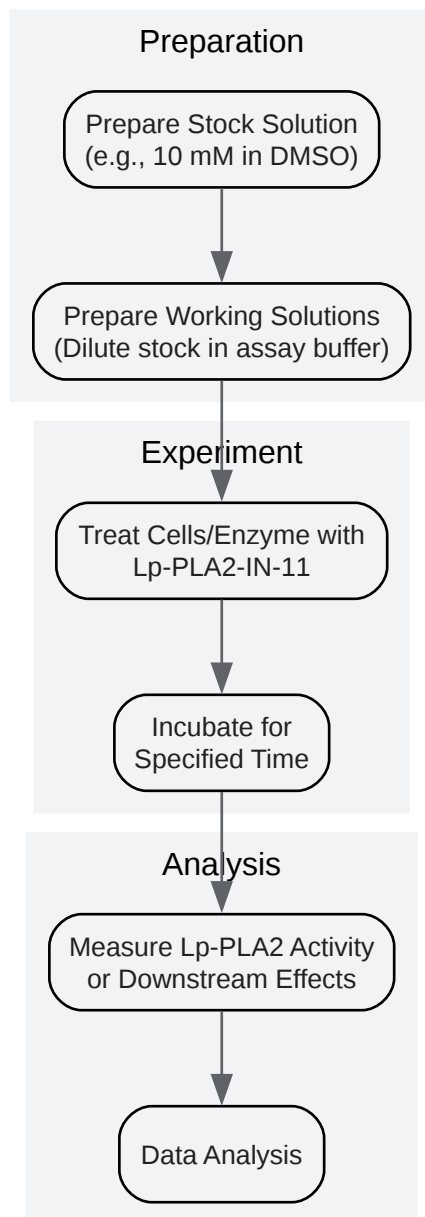 Preparation
Prepare Stock Solution
(e.g., 10 mM in DMSO)
Prepare Working Solutions
(Dilute stock in assay buffer)
Experiment
Treat Cells/Enzyme with
Lp-PLA2-IN-11
Incubate for
Specified Time
Analysis
Measure Lp-PLA2 Activity
or Downstream Effects
Data Analysis